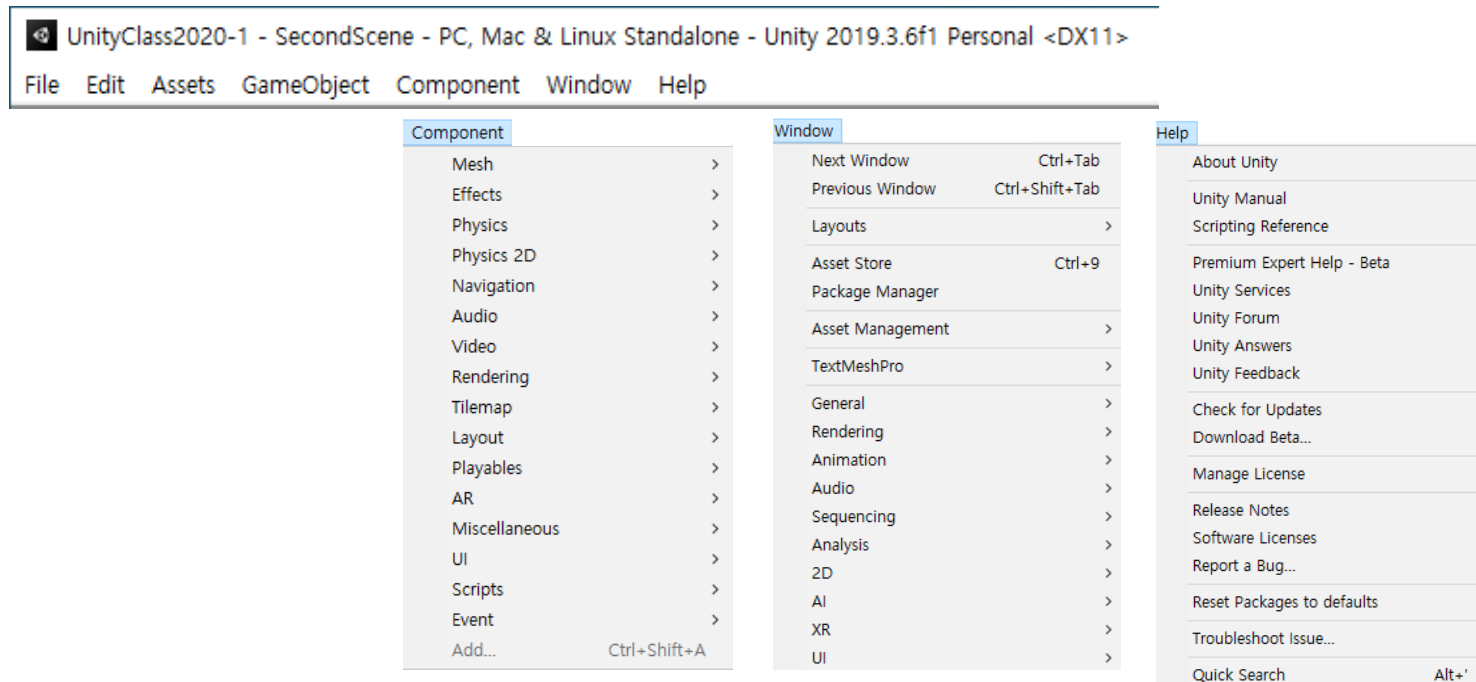 UnityClass2020-1 - SecondScene - PC, Mac & Linux Standalone - Unity 2019.3.6f1 Personal <DX11>
File Edit Assets GameObject Component Window Help
Component
Mesh
Effects
Physics
Physics 2D
Navigation
Audio
Video
Rendering
Tilemap
Layout
Playables
AR
Miscellaneous
UI
Scripts
Event
Add... Ctrl+Shift+A
Window
Next Window Ctrl+Tab
Previous Window Ctrl+Shift+Tab
Layouts
Asset Store Ctrl+9
Package Manager
Asset Management
TextMeshPro
General
Rendering
Animation
Audio
Sequencing
Analysis
2D
AI
XR
UI
Help
About Unity
Unity Manual
Scripting Reference
Premium Expert Help - Beta
Unity Services
Unity Forum
Unity Answers
Unity Feedback
Check for Updates
Download Beta...
Manage License
Release Notes
Software Licenses
Report a Bug...
Reset Packages to defaults
Troubleshoot Issue...
Quick Search Alt+'